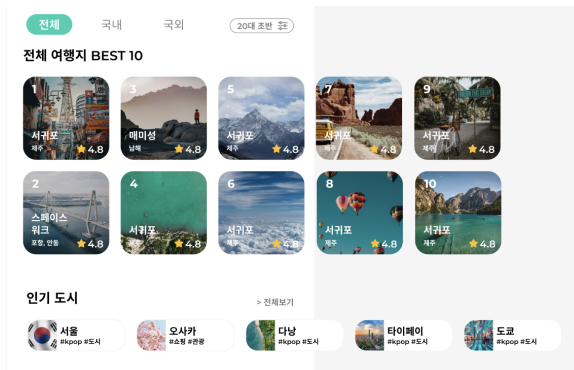 전체 국내 국외 20대 초반
전체 여행지 BEST 10
1
서귀포
제주 4.8
3
매미성
남해 4.8
5
서귀포
제주 4.8
7
서귀포
제주 4.8
9
서귀포
제주 4.8
2
스페이스
워크
포항, 안동 4.8
4
서귀포
제주 4.8
6
서귀포
제주 4.8
8
서귀포
제주 4.8
10
서귀포
제주 4.8
인기 도시
> 전체보기
서울
#kpop #도시
오사카
#쇼핑 #관광
다낭
#kpop #도시
타이페이
#kpop #도시
도쿄
#kpop #도시